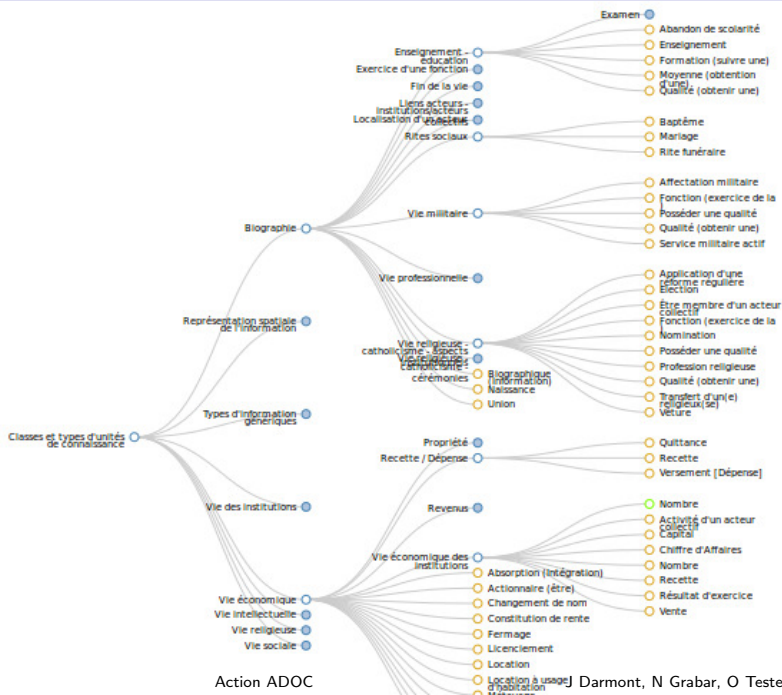 Examen
Abandon de scolarité
Enseignement
Formation (suivre une)
Moyenne (obtention
d'une)
Qualité (obtenir une)
Enseignement -
éducation
Exercice d'une fonction
Fin de la vie
Liens acteurs -
institutions/acteurs
collectifs
Localisation d'un acteur
Rites sociaux
Baptême
Mariage
Rite funéraire
Affectation militaire
Fonction (exercice de la
)
Posséder une qualité
Qualité (obtenir une)
Service militaire actif
Vie militaire
Biographie
Vie professionnelle
Application d'une
réforme régulière
Election
Être membre d'un acteur
collectif
Fonction (exercice de la
)
Nomination
Posséder une qualité
Profession religieuse
Qualité (obtenir une)
Transfert d'un(e)
religieux(se)
Vêture
Vie religieuse -
catholicisme - aspects
Vie religieuse -
catholicisme -
cérémonies
Biographique
(information)
Naissance
Union
Représentation spatiale
de l'information
Types d'information
génériques
Classes et types d'unités
de connaissance
Propriété
Recette / Dépense
Quittance
Recette
Versement [Dépense]
Vie des institutions
Revenus
Nombre
Activité d'un acteur
collectif
Capital
Chiffre d'Affaires
Nombre
Recette
Résultat d'exercice
Vente
Vie économique des
institutions
Absorption (intégration)
Actionnaire (être)
Changement de nom
Constitution de rente
Fermage
Licenciement
Location
Location à usage
d'habitation
Vie économique
Vie intellectuelle
Vie religieuse
Vie sociale
Action ADOC
J Darmont, N Grabar, O Teste